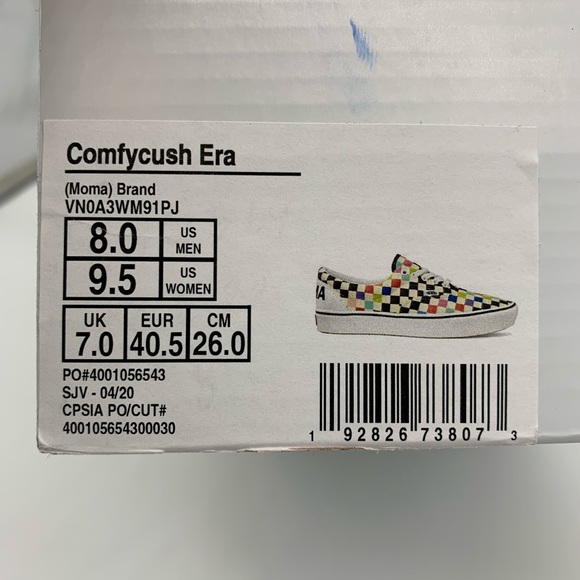 Comfycush Era
(Moma) Brand
VN0A3WM91PJ
8.0 US MEN
9.5 US WOMEN
UK EUR CM
7.0 40.5 26.0
PO#4001056543
SJV - 04/20
CPSIA PO/CUT#
400105654300030
MA
1 92826 73807 3